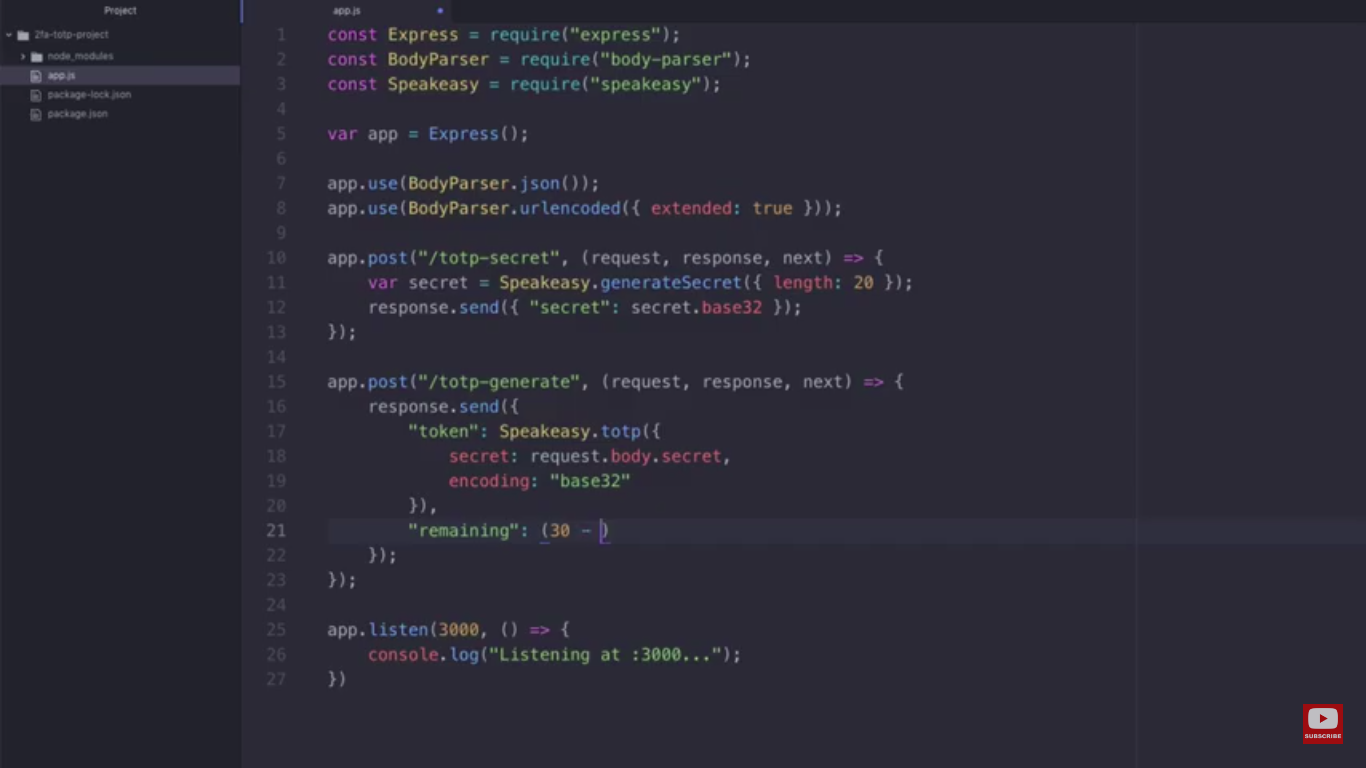 Project
2fa-totp-project
node_modules
app.js
package-lock.json
package.json
app.js
1 const Express = require("express");
2 const BodyParser = require("body-parser");
3 const Speakeasy = require("speakeasy");
4
5 var app = Express();
6
7 app.use(BodyParser.json());
8 app.use(BodyParser.urlencoded({ extended: true }));
9
10 app.post("/totp-secret", (request, response, next) => {
11     var secret = Speakeasy.generateSecret({ length: 20 });
12     response.send({ "secret": secret.base32 });
13 });
14
15 app.post("/totp-generate", (request, response, next) => {
16     response.send({
17         "token": Speakeasy.totp({
18             secret: request.body.secret,
19             encoding: "base32"
20         }),
21         "remaining": (30 - )
22     });
23 });
24
25 app.listen(3000, () => {
26     console.log("Listening at :3000...");
27 })
SUBSCRIBE